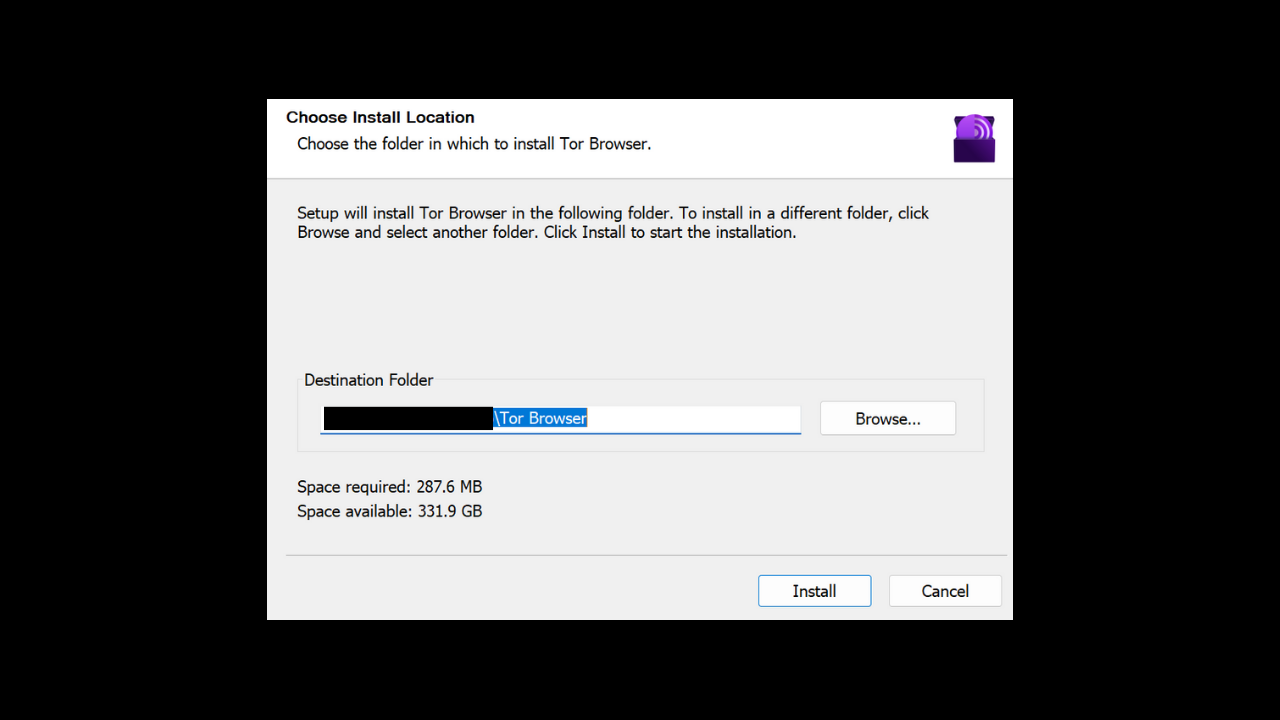 Choose Install Location
Choose the folder in which to install Tor Browser.
Setup will install Tor Browser in the following folder. To install in a different folder, click
Browse and select another folder. Click Install to start the installation.
Destination Folder
\Tor Browser
Browse...
Space required: 287.6 MB
Space available: 331.9 GB
Install
Cancel